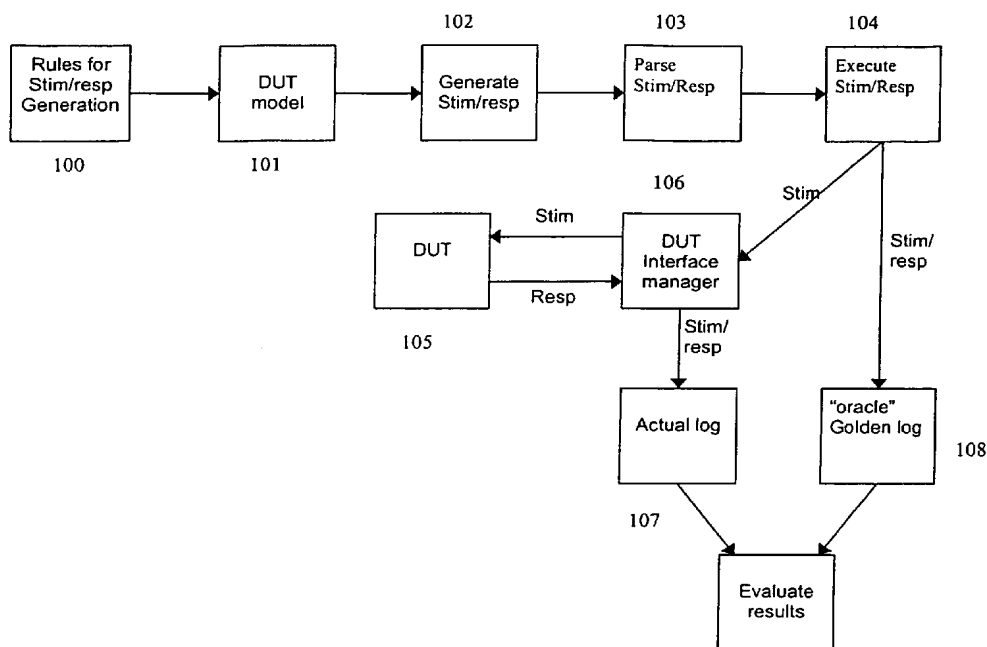 102
103
104
Rules for
Stim/resp
Generation
DUT
model
Generate
Stim/resp
Parse
Stim/Resp
Execute
Stim/Resp
100
101
106
Stim
DUT
Stim
Resp
DUT
Interface
manager
Stim/
resp
105
Stim/
resp
Actual log
"oracle"
Golden log
108
107
Evaluate
results